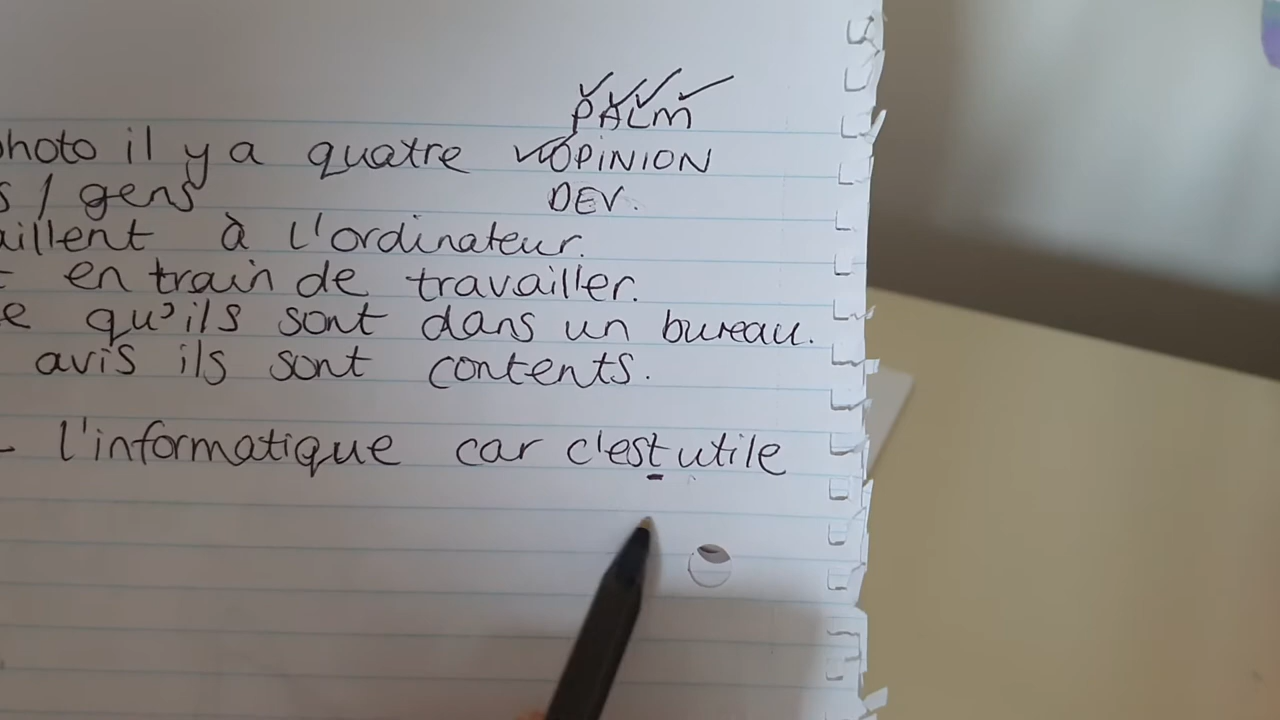 PALM
photo il y a quatre OPINION
s / gens DEV.
aillent à l'ordinateur.
t en train de travailler.
e qu'ils sont dans un bureau.
avis ils sont contents.
- l'informatique car c'est utile